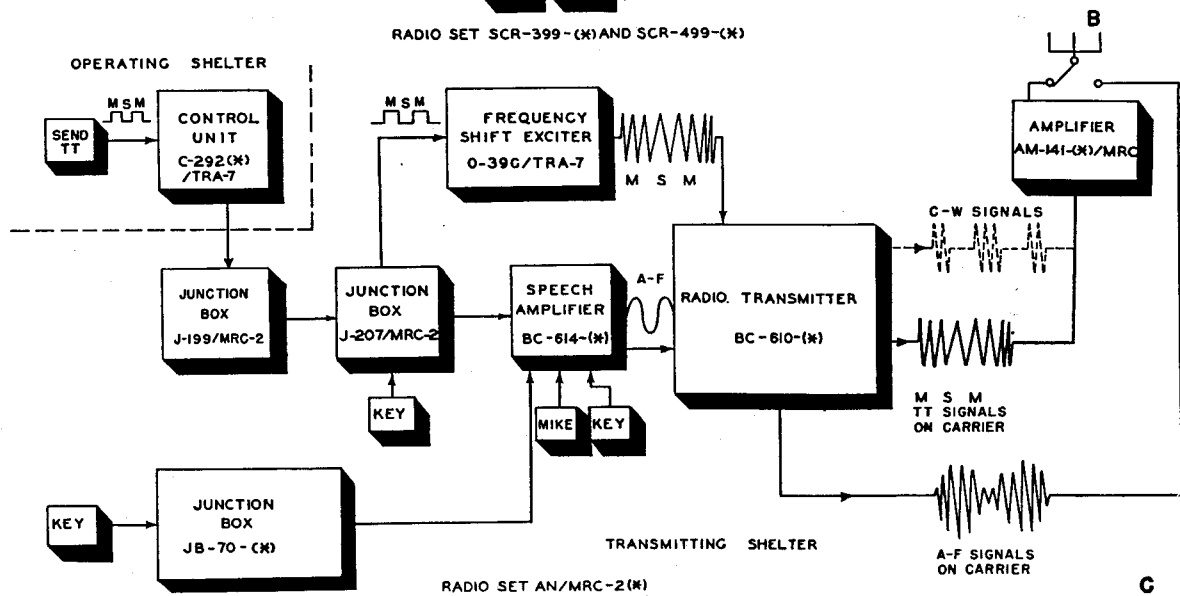 RADIO SET SCR-399-(*) AND SCR-499-(*)
B
OPERATING SHELTER
M S M
SEND
TT
CONTROL
UNIT
C-292(*)
/TRA-7
M S M
FREQUENCY
SHIFT EXCITER
O-39C/TRA-7
M S M
AMPLIFIER
AM-141-(*)/MRC
C-W SIGNALS
JUNCTION
BOX
J-199/MRC-2
JUNCTION
BOX
J-207/MRC-2
SPEECH
AMPLIFIER
BC-614-(*)
A-F
RADIO. TRANSMITTER
BC-610-(*)
M S M
TT SIGNALS
ON CARRIER
KEY
MIKE
KEY
KEY
JUNCTION
BOX
JB-70-(*)
TRANSMITTING SHELTER
A-F SIGNALS
ON CARRIER
RADIO SET AN/MRC-2(*)
C